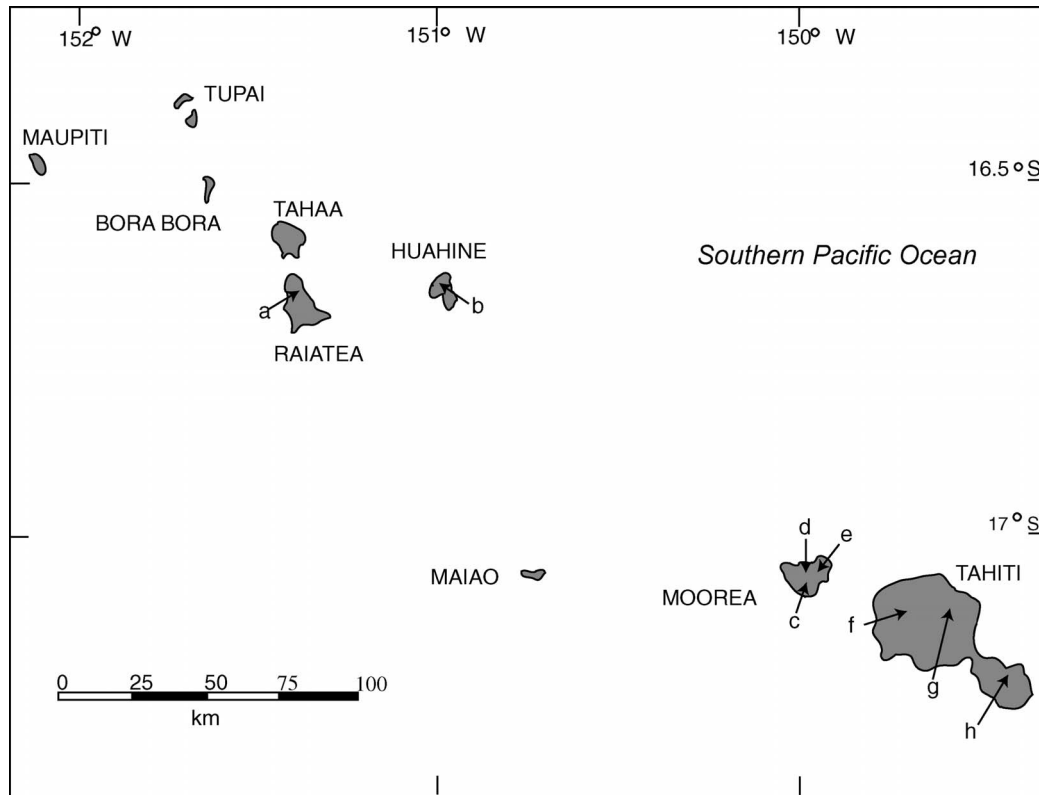 152° W
151° W
150° W
TUPAI
MAUPITI
16.5° S
BORA BORA
TAHAA
HUAHINE
Southern Pacific Ocean
a
b
RAIATEA
17° S
d
e
MAIAO
TAHITI
MOOREA
c
f
g
h
0 25 50 75 100
km